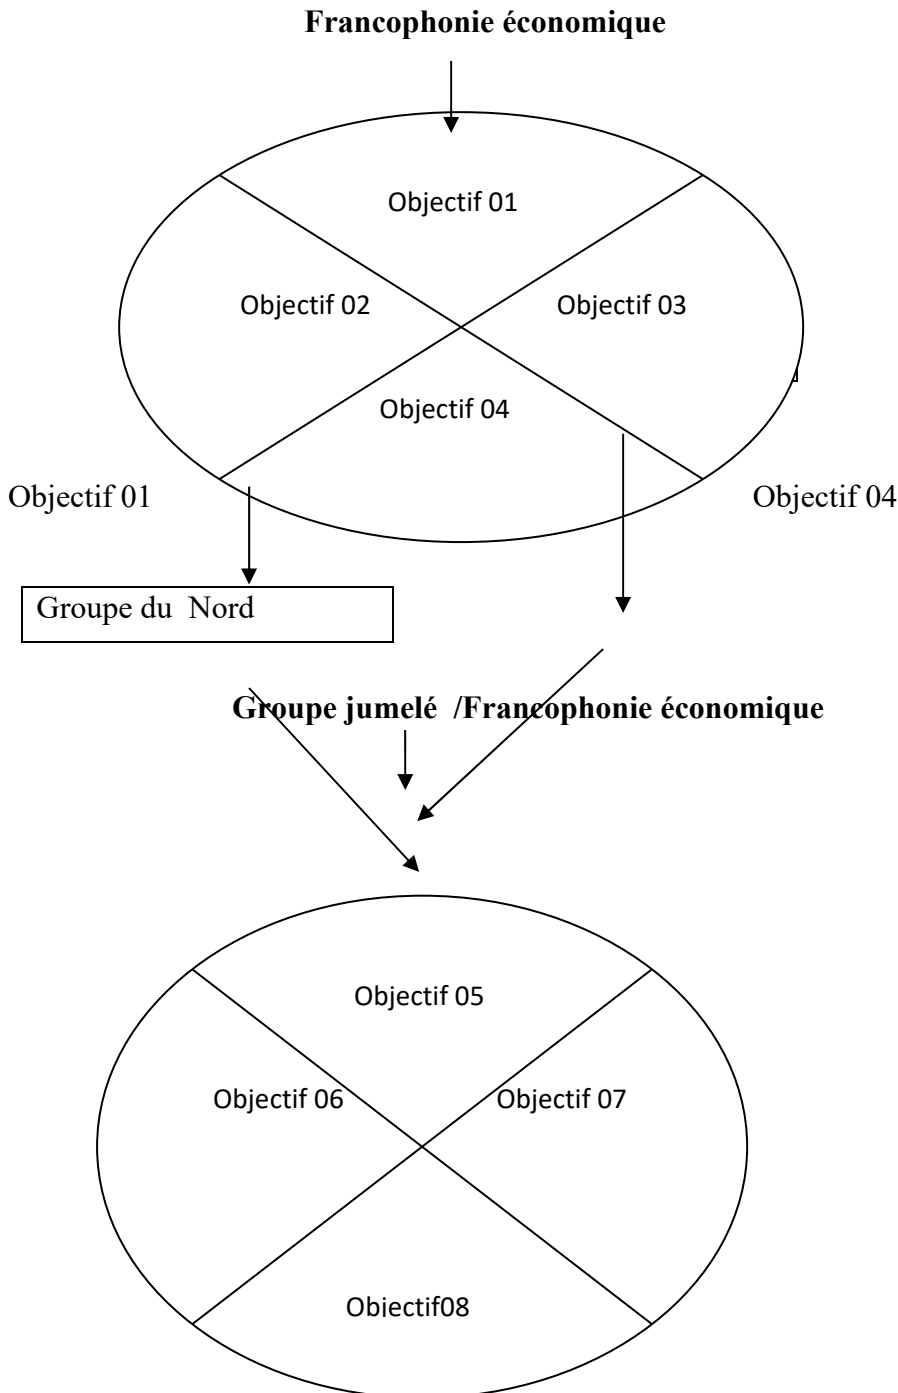 Francophonie économique
Objectif 01
Objectif 02
Objectif 03
Objectif 04
Objectif 01
Objectif 04
Groupe du  Nord
Groupe jumelé  /Francophonie économique
Objectif 05
Objectif 06
Objectif 07
Objectif08